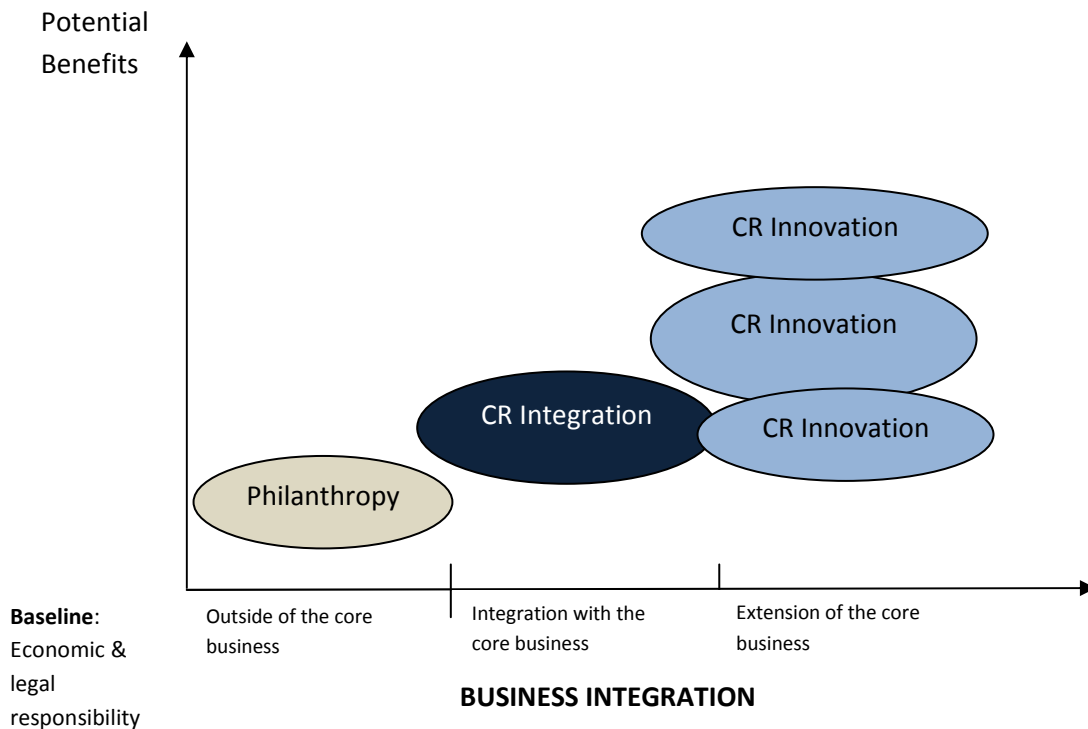 Potential
Benefits
CR Innovation
CR Innovation
CR Integration
CR Innovation
Philanthropy
Baseline:
Economic &
legal
responsibility
Outside of the core
business
Integration with the
core business
Extension of the core
business
BUSINESS INTEGRATION